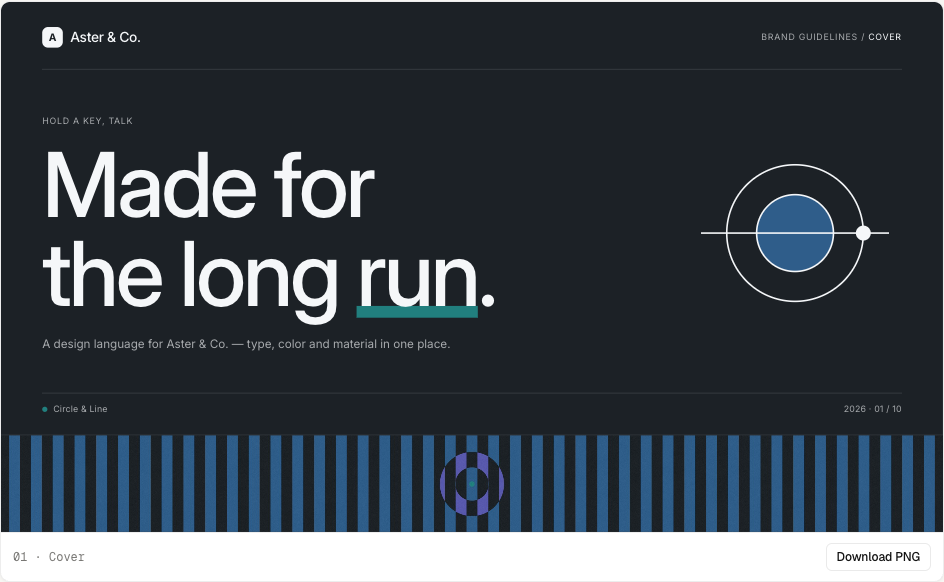 A Aster & Co.
BRAND GUIDELINES / COVER
HOLD A KEY, TALK
Made for
the long run.
A design language for Aster & Co. — type, color and material in one place.
Circle & Line
2026 · 01 / 10
01 · Cover
Download PNG